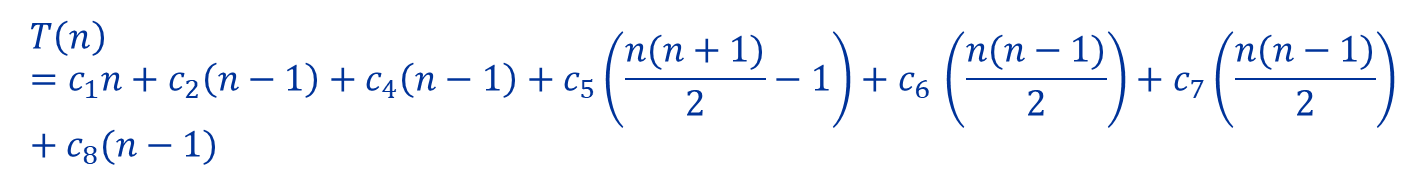 T(n)
= c₁n + c₂(n − 1) + c₄(n − 1) + c₅(n(n + 1)/2 − 1) + c₆ (n(n − 1)/2) + c₇(n(n − 1)/2)
+ c₈(n − 1)